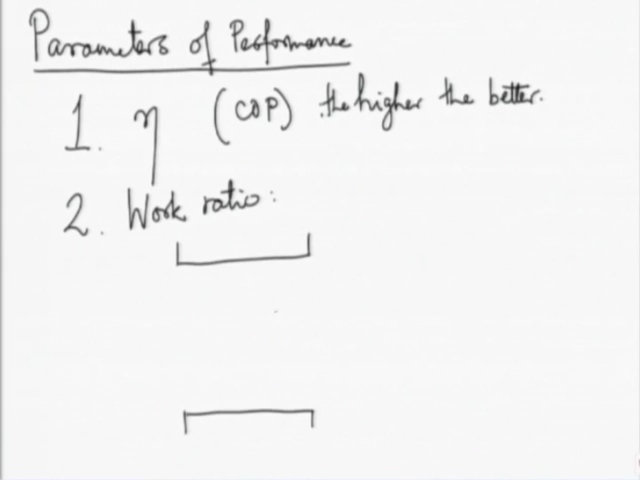 Parameters of Performance
1. η (COP) the higher the better.
2. Work ratio: